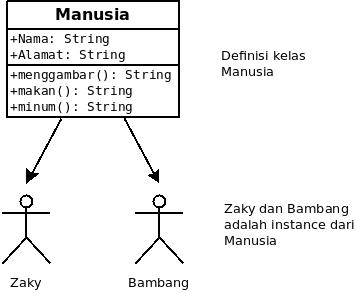 Manusia
+Nama: String
+Alamat: String
+menggambar(): String
+makan(): String
+minum(): String
Definisi kelas
Manusia
Zaky dan Bambang
adalah instance dari
Manusia
Zaky
Bambang